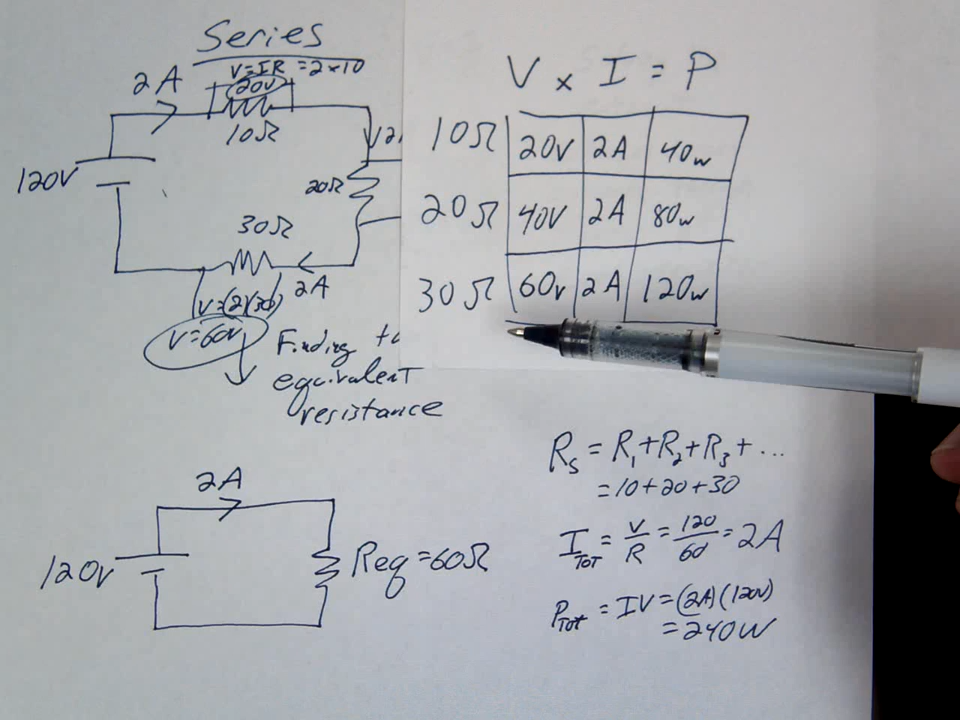 Series
V=IR = 2×10
2A
20V
10Ω
120V
20Ω
30Ω
2A
V=(2)(30)
V=60V
Finding
equivalent
resistance
V × I = P
10Ω 20V 2A 40w
20Ω 40V 2A 80w
30Ω 60V 2A 120w
2A
120V
Req=60Ω
Rs = R1+R2+R3+...
=10+20+30
ITOT = V/R = 120/60 = 2A
PTot = IV = (2A)(120V)
= 240W